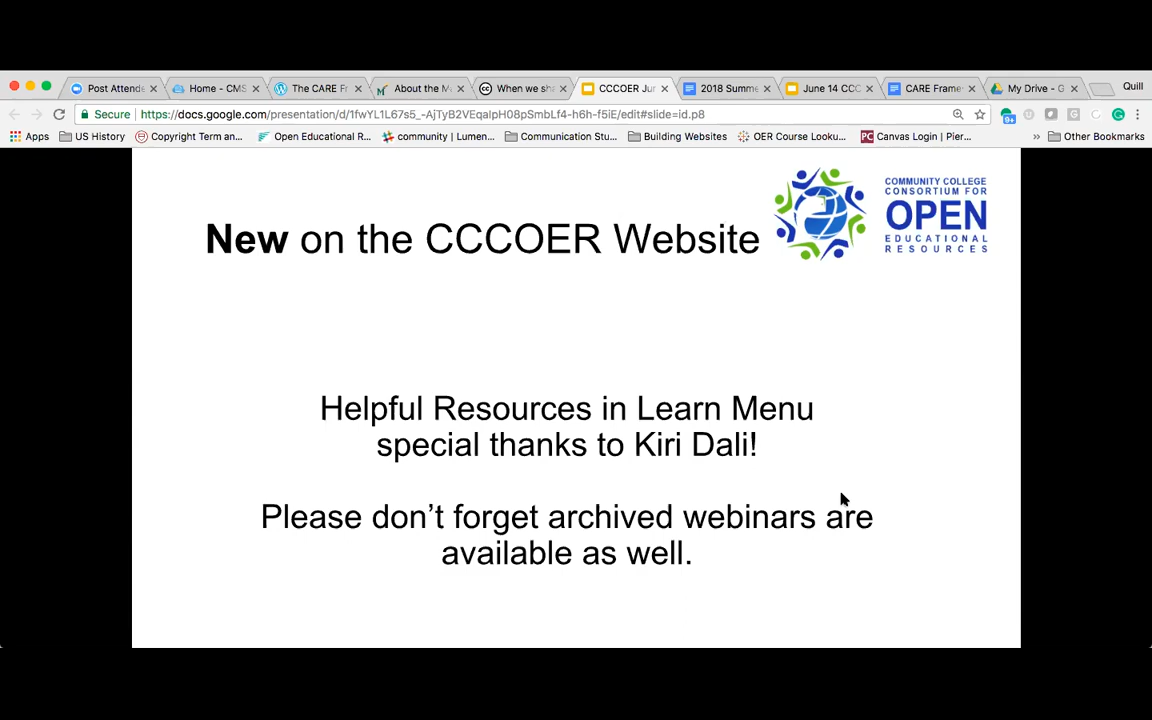 Post Attende
Home - CMS
The CARE Fr
About the M
When we sha
CCCOER Jur
2018 Summe
June 14 CCC
CARE Frame
My Drive - G
Quill
Secure
https://docs.google.com/presentation/d/1fwYL1L67s5_-AjTyB2VEqaIpH08pSmbLf4-h6h-f5iE/edit#slide=id.p8
Apps
US History
Copyright Term an...
Open Educational R...
community | Lumen...
Communication Stu...
Building Websites
OER Course Looku...
Canvas Login | Pier...
Other Bookmarks
New on the CCCOER Website
COMMUNITY COLLEGE
CONSORTIUM FOR
OPEN
EDUCATIONAL
RESOURCES
Helpful Resources in Learn Menu
special thanks to Kiri Dali!
Please don't forget archived webinars are
available as well.